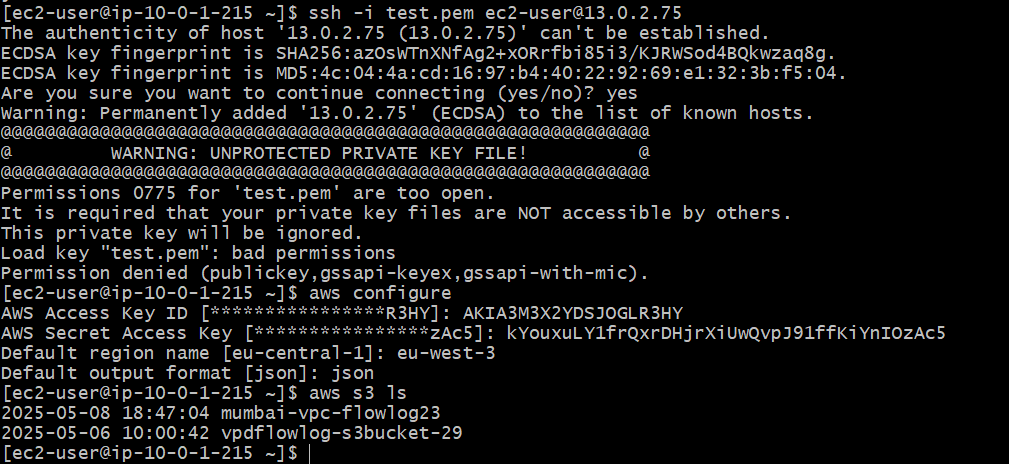 [ec2-user@ip-10-0-1-215 ~]$ ssh -i test.pem ec2-user@13.0.2.75
The authenticity of host '13.0.2.75 (13.0.2.75)' can't be established.
ECDSA key fingerprint is SHA256:azOsWTnXNfAg2+xORrfbi85i3/KJRWSod4BQkwzaq8g.
ECDSA key fingerprint is MD5:4c:04:4a:cd:16:97:b4:40:22:92:69:e1:32:3b:f5:04.
Are you sure you want to continue connecting (yes/no)? yes
Warning: Permanently added '13.0.2.75' (ECDSA) to the list of known hosts.
@@@@@@@@@@@@@@@@@@@@@@@@@@@@@@@@@@@@@@@@@@@@@@@@@@@@@@@@@@@
@         WARNING: UNPROTECTED PRIVATE KEY FILE!          @
@@@@@@@@@@@@@@@@@@@@@@@@@@@@@@@@@@@@@@@@@@@@@@@@@@@@@@@@@@@
Permissions 0775 for 'test.pem' are too open.
It is required that your private key files are NOT accessible by others.
This private key will be ignored.
Load key "test.pem": bad permissions
Permission denied (publickey,gssapi-keyex,gssapi-with-mic).
[ec2-user@ip-10-0-1-215 ~]$ aws configure
AWS Access Key ID [****************R3HY]: AKIA3M3X2YDSJOGLR3HY
AWS Secret Access Key [****************zAc5]: 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
Default region name [eu-central-1]: eu-west-3
Default output format [json]: json
[ec2-user@ip-10-0-1-215 ~]$ aws s3 ls
2025-05-08 18:47:04 mumbai-vpc-flowlog23
2025-05-06 10:00:42 vpdflowlog-s3bucket-29
[ec2-user@ip-10-0-1-215 ~]$